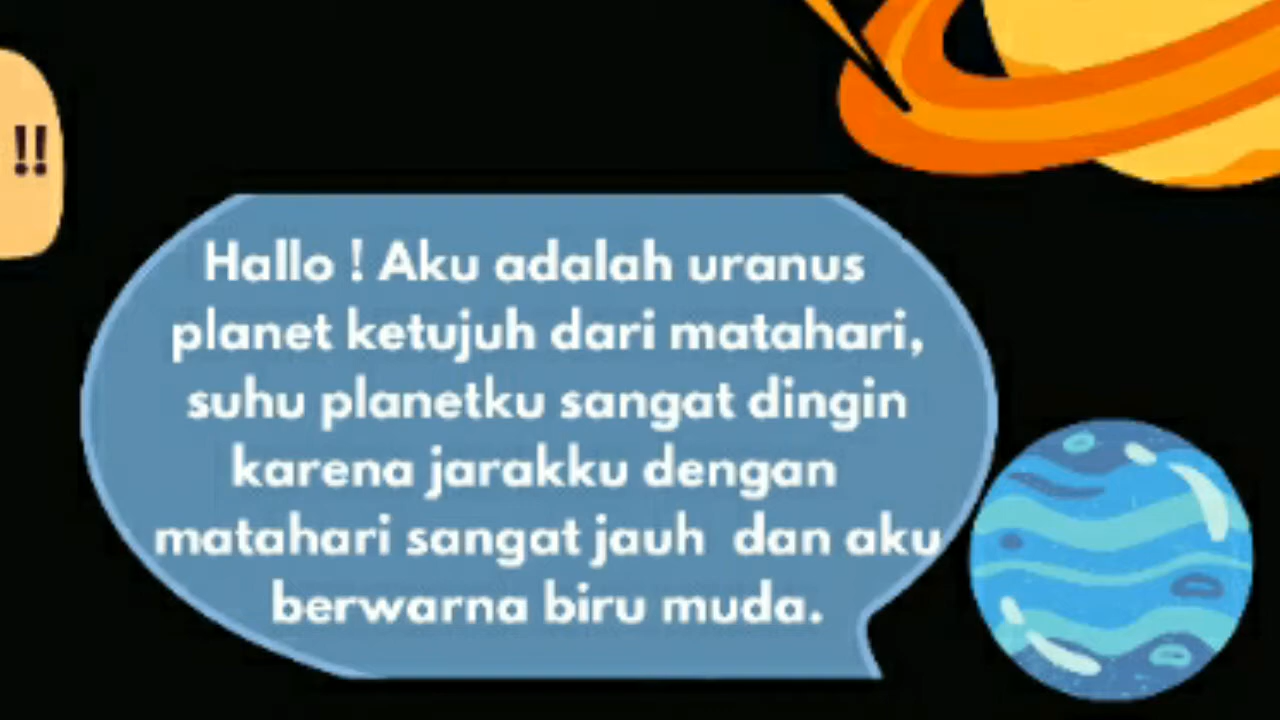 !!
Hallo ! Aku adalah uranus
planet ketujuh dari matahari,
suhu planetku sangat dingin
karena jarakku dengan
matahari sangat jauh dan aku
berwarna biru muda.